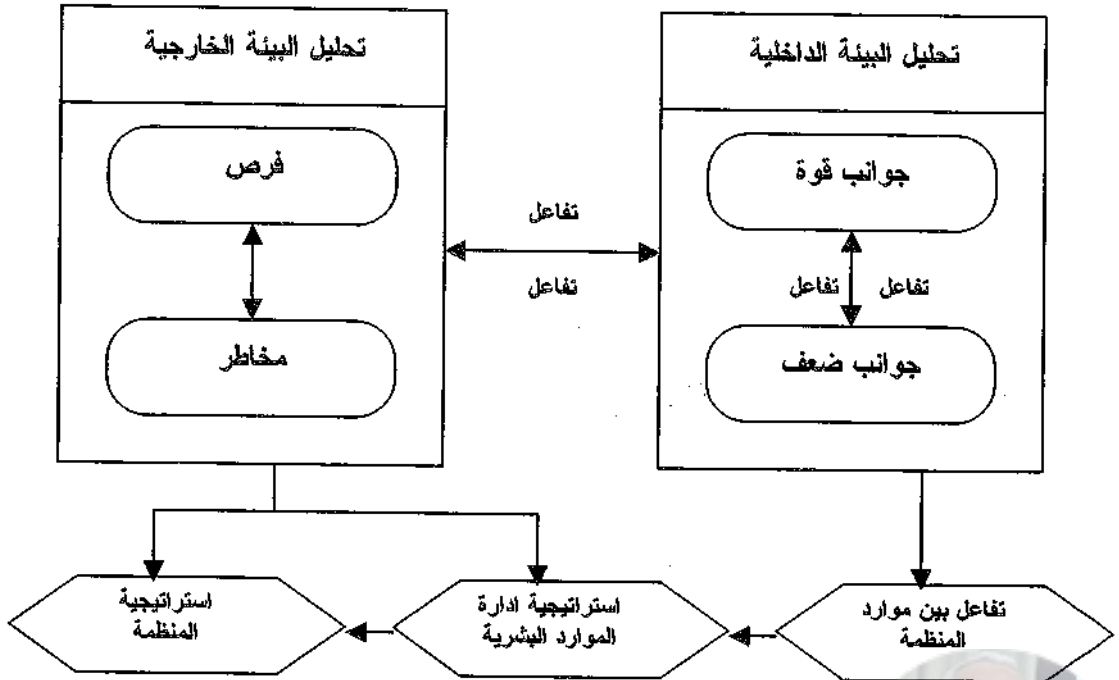 تحليل البيئة الداخلية
جوانب قوة
تفاعل تفاعل
جوانب ضعف
تفاعل
تفاعل
تحليل البيئة الخارجية
فرص
مخاطر
تفاعل بين موارد
المنظمة
استراتيجية ادارة
الموارد البشرية
استراتيجية
المنظمة